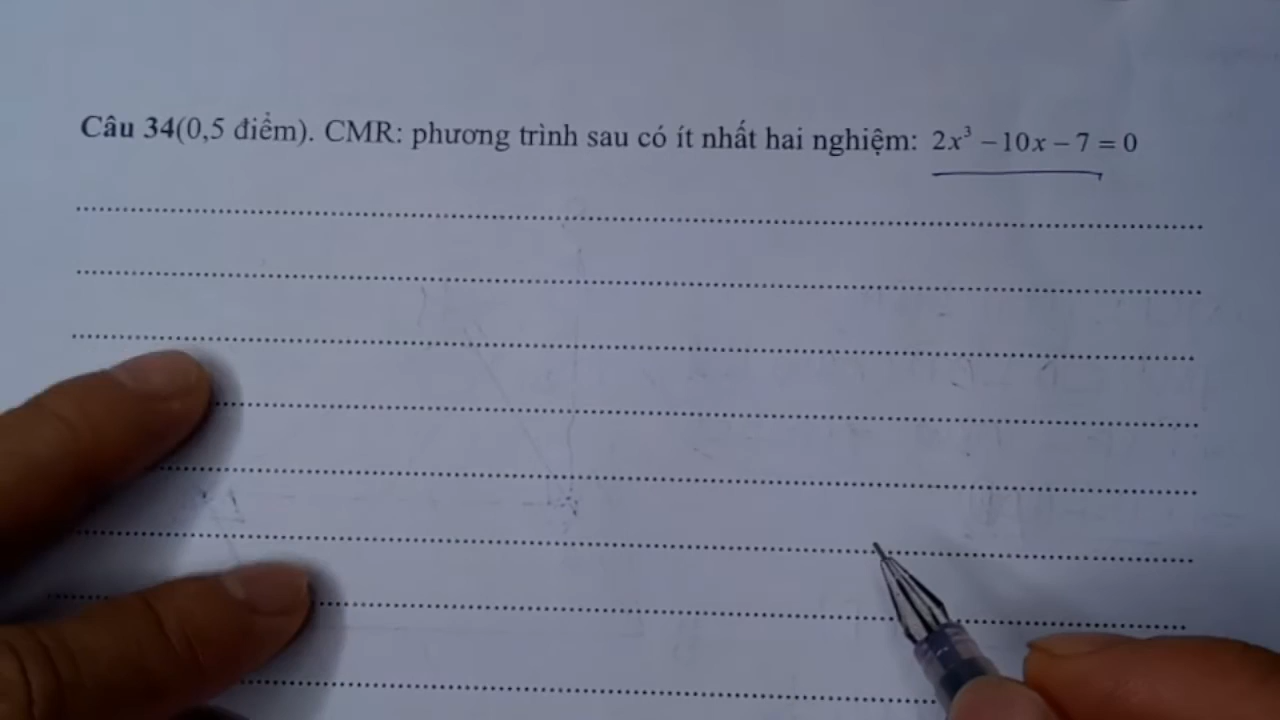 Câu 34(0,5 điểm). CMR: phương trình sau có ít nhất hai nghiệm: 2x³ – 10x – 7 = 0